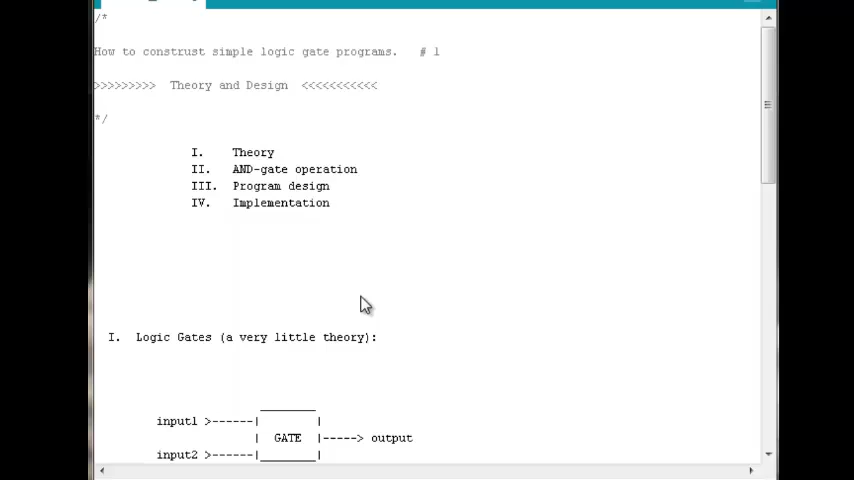 /*
How to construst simple logic gate programs. # 1
>>>>>>>>> Theory and Design <<<<<<<<<<<
*/
I. Theory
II. AND-gate operation
III. Program design
IV. Implementation
I. Logic Gates (a very little theory):
input1 >------|
| GATE |-----> output
input2 >------|